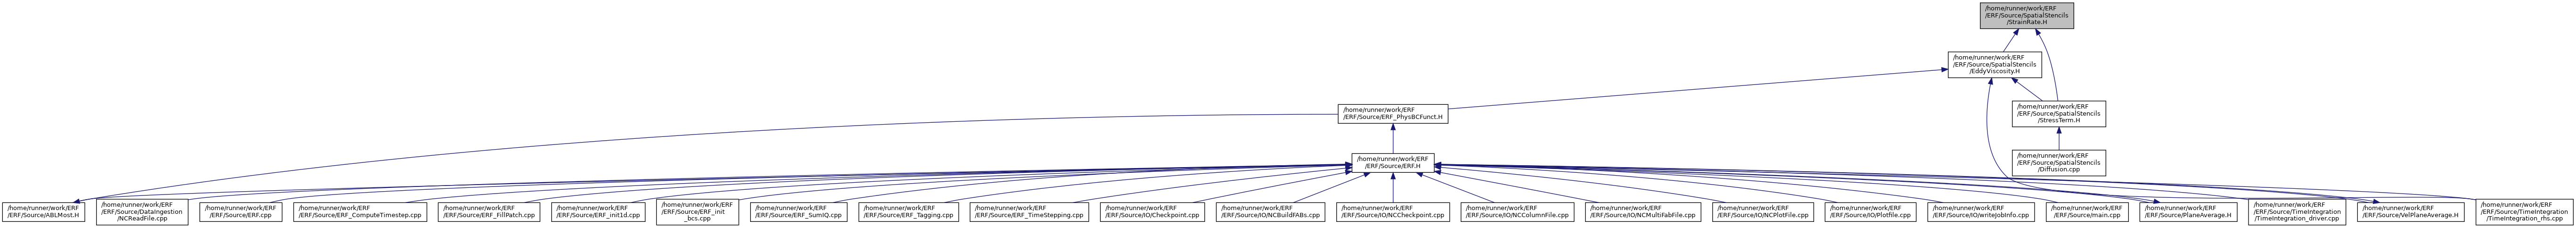 /home/runner/work/ERF
/ERF/Source/SpatialStencils
/StrainRate.H
/home/runner/work/ERF
/ERF/Source/SpatialStencils
/EddyViscosity.H
/home/runner/work/ERF
/ERF/Source/ERF_PhysBCFunct.H
/home/runner/work/ERF
/ERF/Source/SpatialStencils
/StressTerm.H
/home/runner/work/ERF
/ERF/Source/ERF.H
/home/runner/work/ERF
/ERF/Source/SpatialStencils
/Diffusion.cpp
/home/runner/work/ERF
/ERF/Source/ABLMost.H
/home/runner/work/ERF
/ERF/Source/DataIngestion
/NCReadFile.cpp
/home/runner/work/ERF
/ERF/Source/ERF.cpp
/home/runner/work/ERF
/ERF/Source/ERF_ComputeTimestep.cpp
/home/runner/work/ERF
/ERF/Source/ERF_FillPatch.cpp
/home/runner/work/ERF
/ERF/Source/ERF_init1d.cpp
/home/runner/work/ERF
/ERF/Source/ERF_init
_bcs.cpp
/home/runner/work/ERF
/ERF/Source/ERF_SumIQ.cpp
/home/runner/work/ERF
/ERF/Source/ERF_Tagging.cpp
/home/runner/work/ERF
/ERF/Source/ERF_TimeStepping.cpp
/home/runner/work/ERF
/ERF/Source/IO/Checkpoint.cpp
/home/runner/work/ERF
/ERF/Source/IO/NCBuildFABs.cpp
/home/runner/work/ERF
/ERF/Source/IO/NCCheckpoint.cpp
/home/runner/work/ERF
/ERF/Source/IO/NCColumnFile.cpp
/home/runner/work/ERF
/ERF/Source/IO/NCMultiFabFile.cpp
/home/runner/work/ERF
/ERF/Source/IO/NCPlotFile.cpp
/home/runner/work/ERF
/ERF/Source/IO/Plotfile.cpp
/home/runner/work/ERF
/ERF/Source/IO/writeJobInfo.cpp
/home/runner/work/ERF
/ERF/Source/main.cpp
/home/runner/work/ERF
/ERF/Source/PlaneAverage.H
/home/runner/work/ERF
/ERF/Source/TimeIntegration
/TimeIntegration_driver.cpp
/home/runner/work/ERF
/ERF/Source/VelPlaneAverage.H
/home/runner/work/ERF
/ERF/Source/TimeIntegration
/TimeIntegration_rhs.cpp